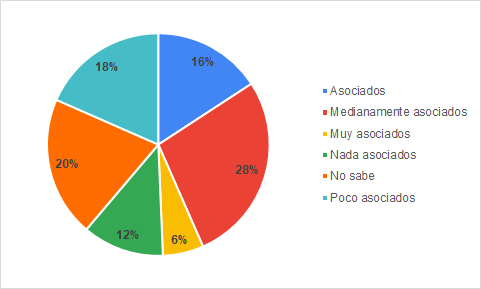 16%
28%
6%
12%
20%
18%
Asociados
Medianamente asociados
Muy asociados
Nada asociados
No sabe
Poco asociados